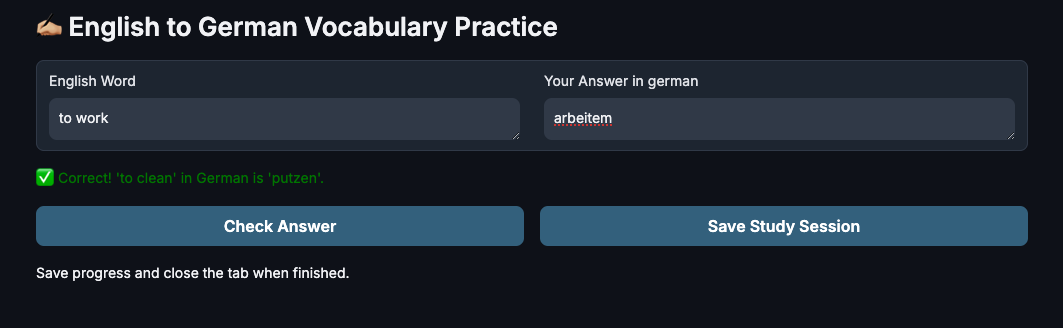 ✍🏼 English to German Vocabulary Practice
English Word
Your Answer in german
to work
arbeitem
✅ Correct! 'to clean' in German is 'putzen'.
Check Answer
Save Study Session
Save progress and close the tab when finished.